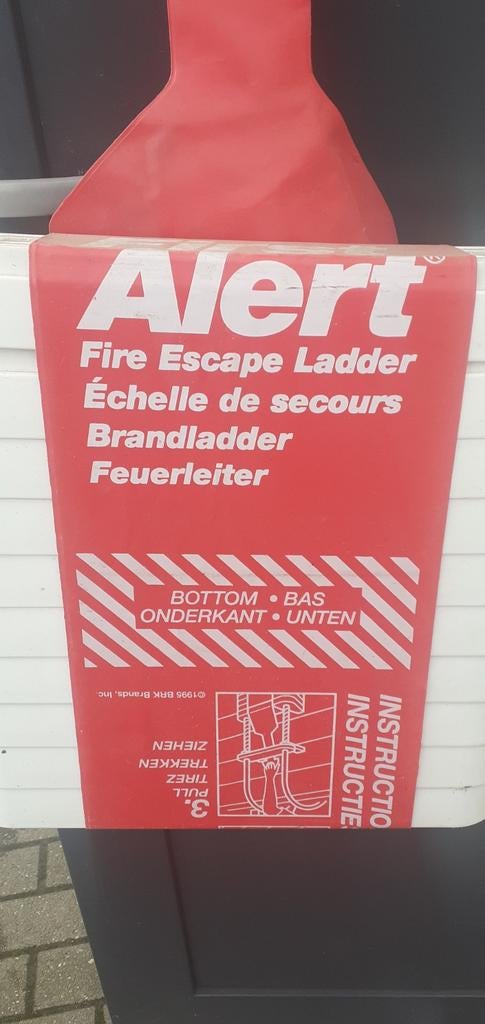 Alert®
Fire Escape Ladder
Échelle de secours
Brandladder
Feuerleiter
BOTTOM • BAS
ONDERKANT • UNTEN
©1995 BRK Brands, Inc.
3. PULL
TIREZ
TREKKEN
ZIEHEN
INSTRUCTIO
INSTRUCTIE